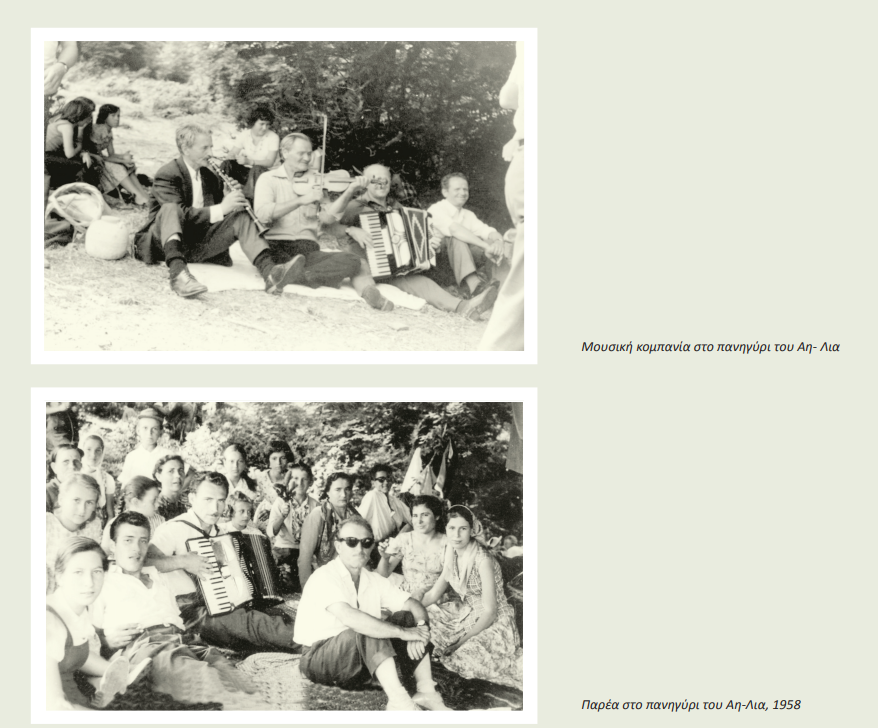 Μουσική κομπανία στο πανηγύρι του Αη- Λια
Παρέα στο πανηγύρι του Αη-Λια, 1958